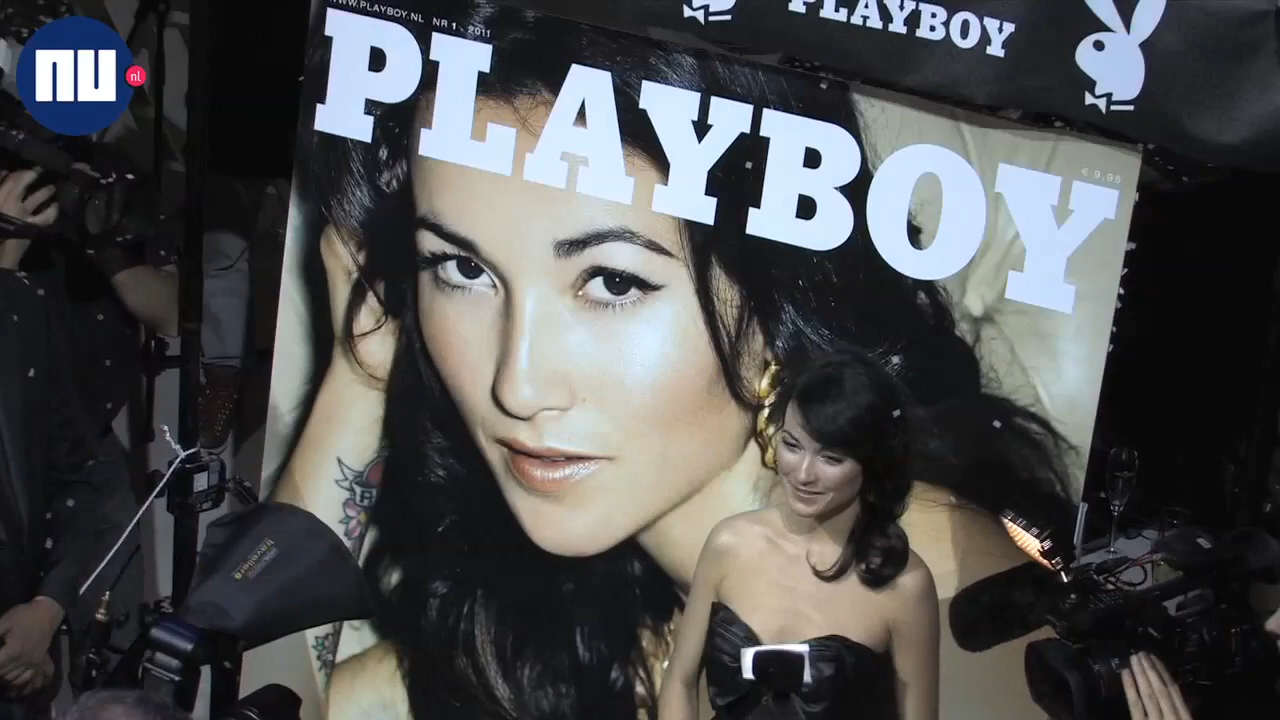 nu
nl
WWW.PLAYBOY.NL NR 1 - 2011
PLAYBOY
PLAYBOY
€ 9,95